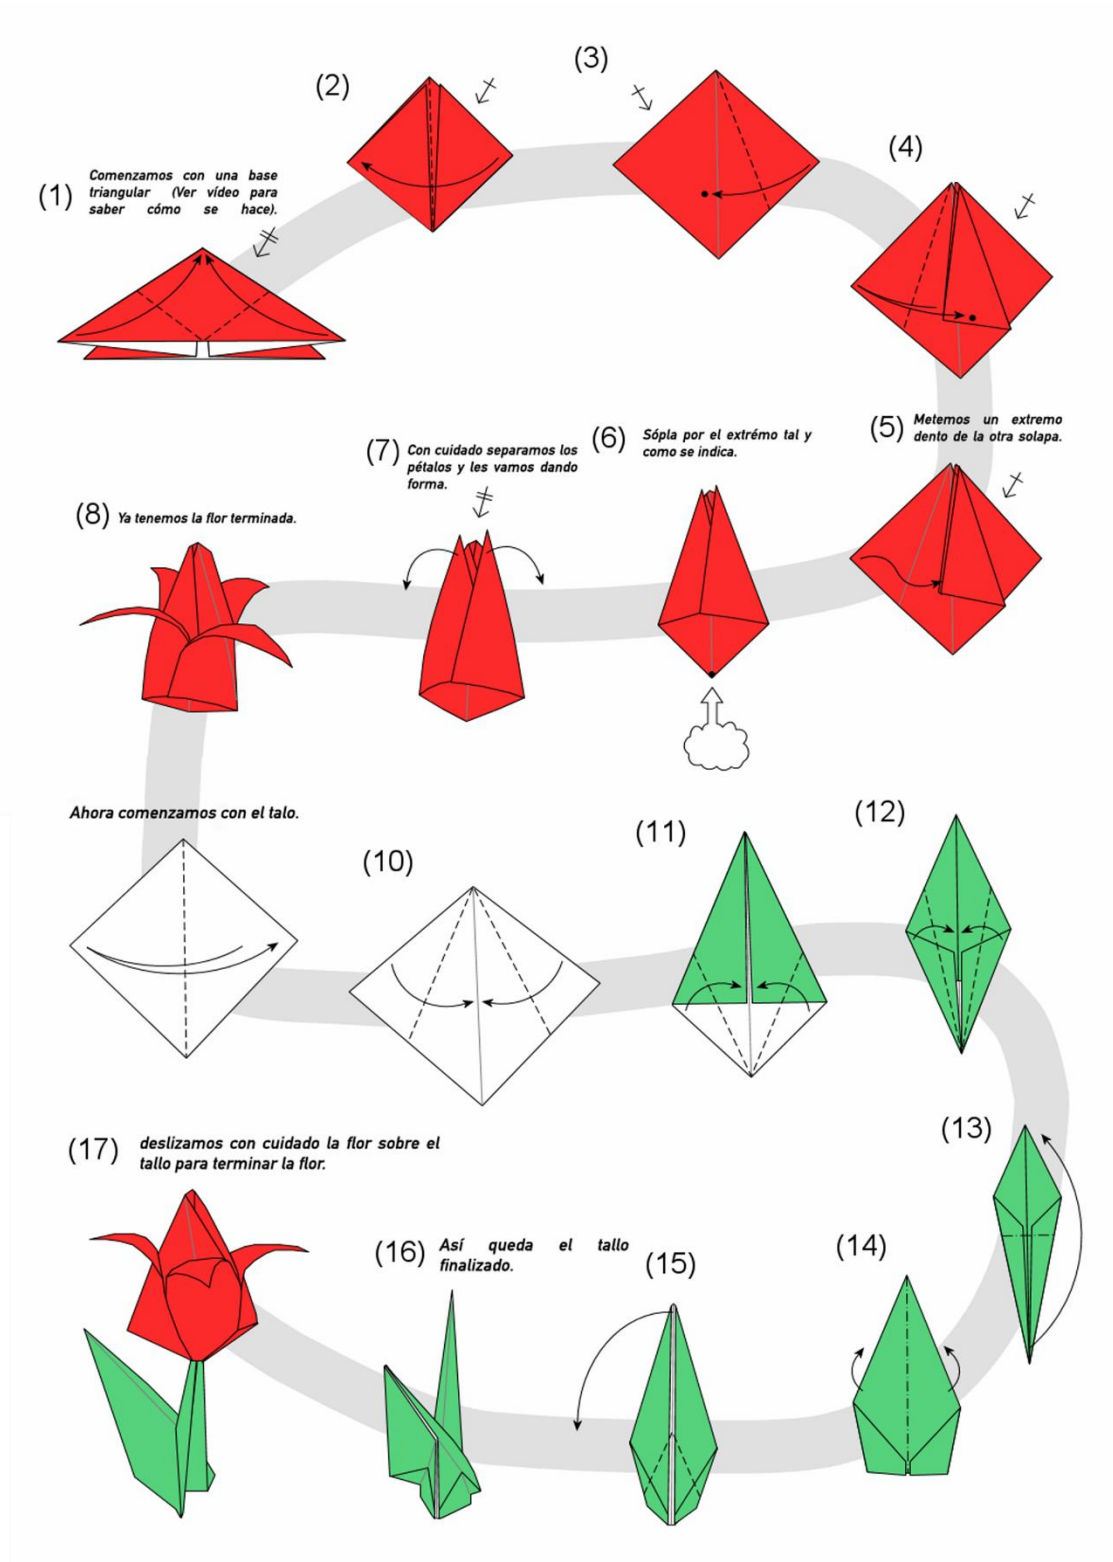 (1)
Comenzamos con una base
triangular (Ver vídeo para
saber cómo se hace).
(2)
(3)
(4)
(5)
Metemos un extremo
dento de la otra solapa.
(6)
Sópla por el extrémo tal y
como se indica.
(7)
Con cuidado separamos los
pétalos y les vamos dando
forma.
(8)
Ya tenemos la flor terminada.
Ahora comenzamos con el talo.
(10)
(11)
(12)
(13)
(14)
(15)
(16)
Así queda el tallo
finalizado.
(17)
deslizamos con cuidado la flor sobre el
tallo para terminar la flor.